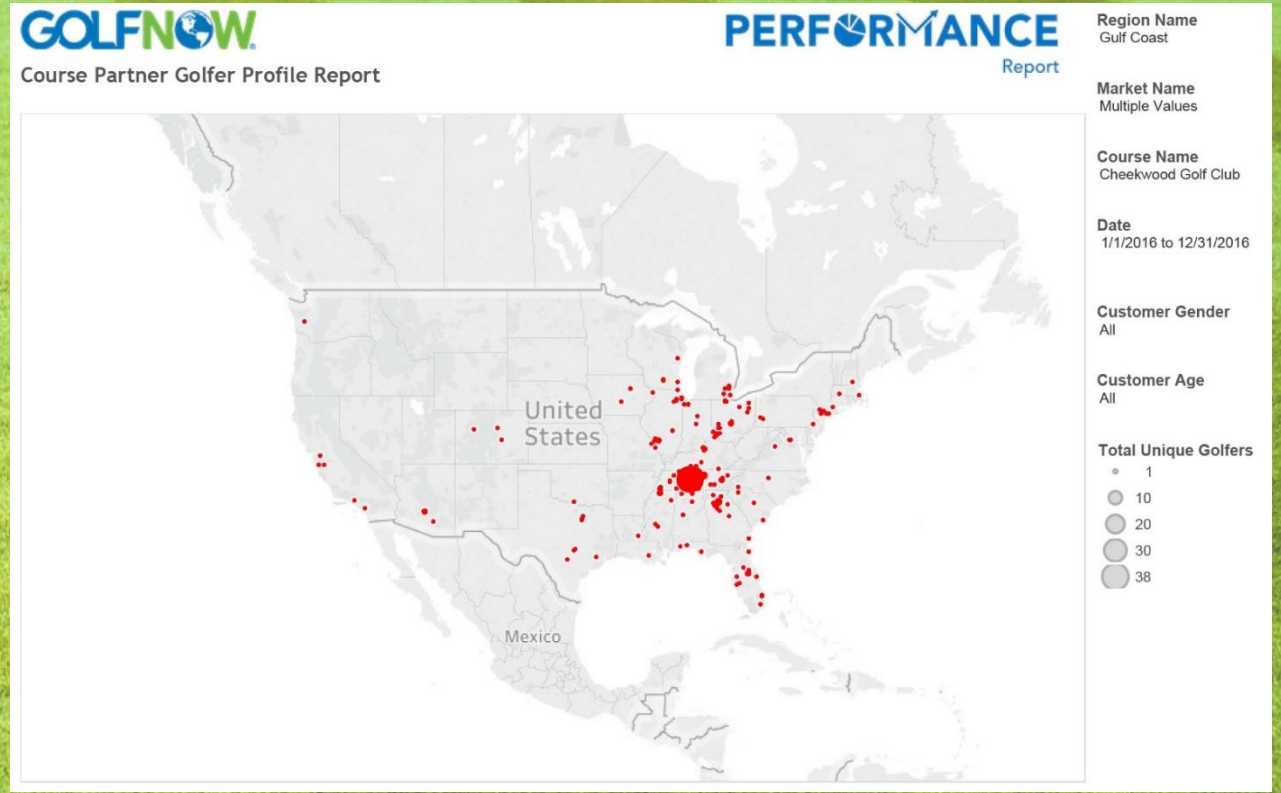 GOLFNOW.
PERFORMANCE
Report
Course Partner Golfer Profile Report
United
States
Mexico
Region Name
Gulf Coast
Market Name
Multiple Values
Course Name
Cheekwood Golf Club
Date
1/1/2016 to 12/31/2016
Customer Gender
All
Customer Age
All
Total Unique Golfers
1
10
20
30
38